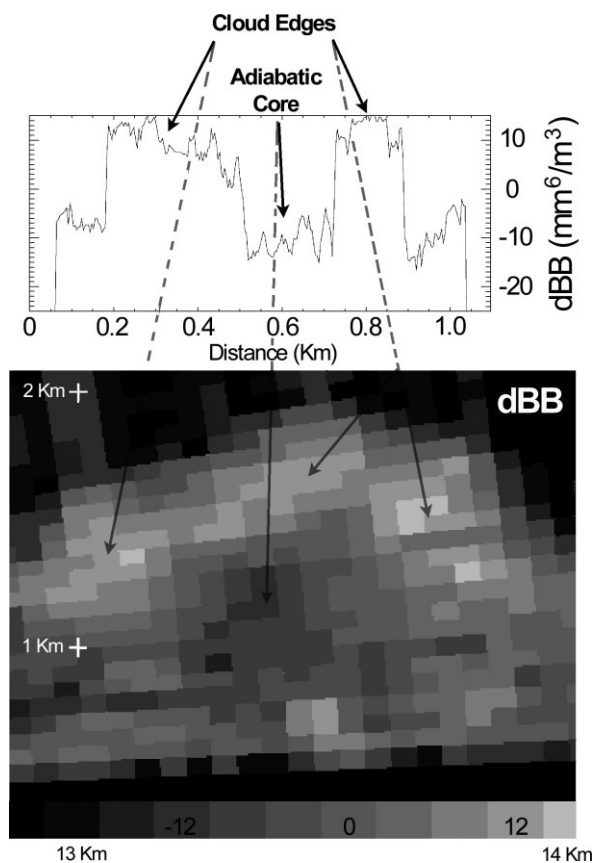 Cloud Edges
Adiabatic
Core
10
0
-10
-20
dBB (mm⁶/m³)
0 0.2 0.4 0.6 0.8 1.0
Distance (Km)
2 Km
dBB
1 Km
-12 0 12
13 Km 14 Km